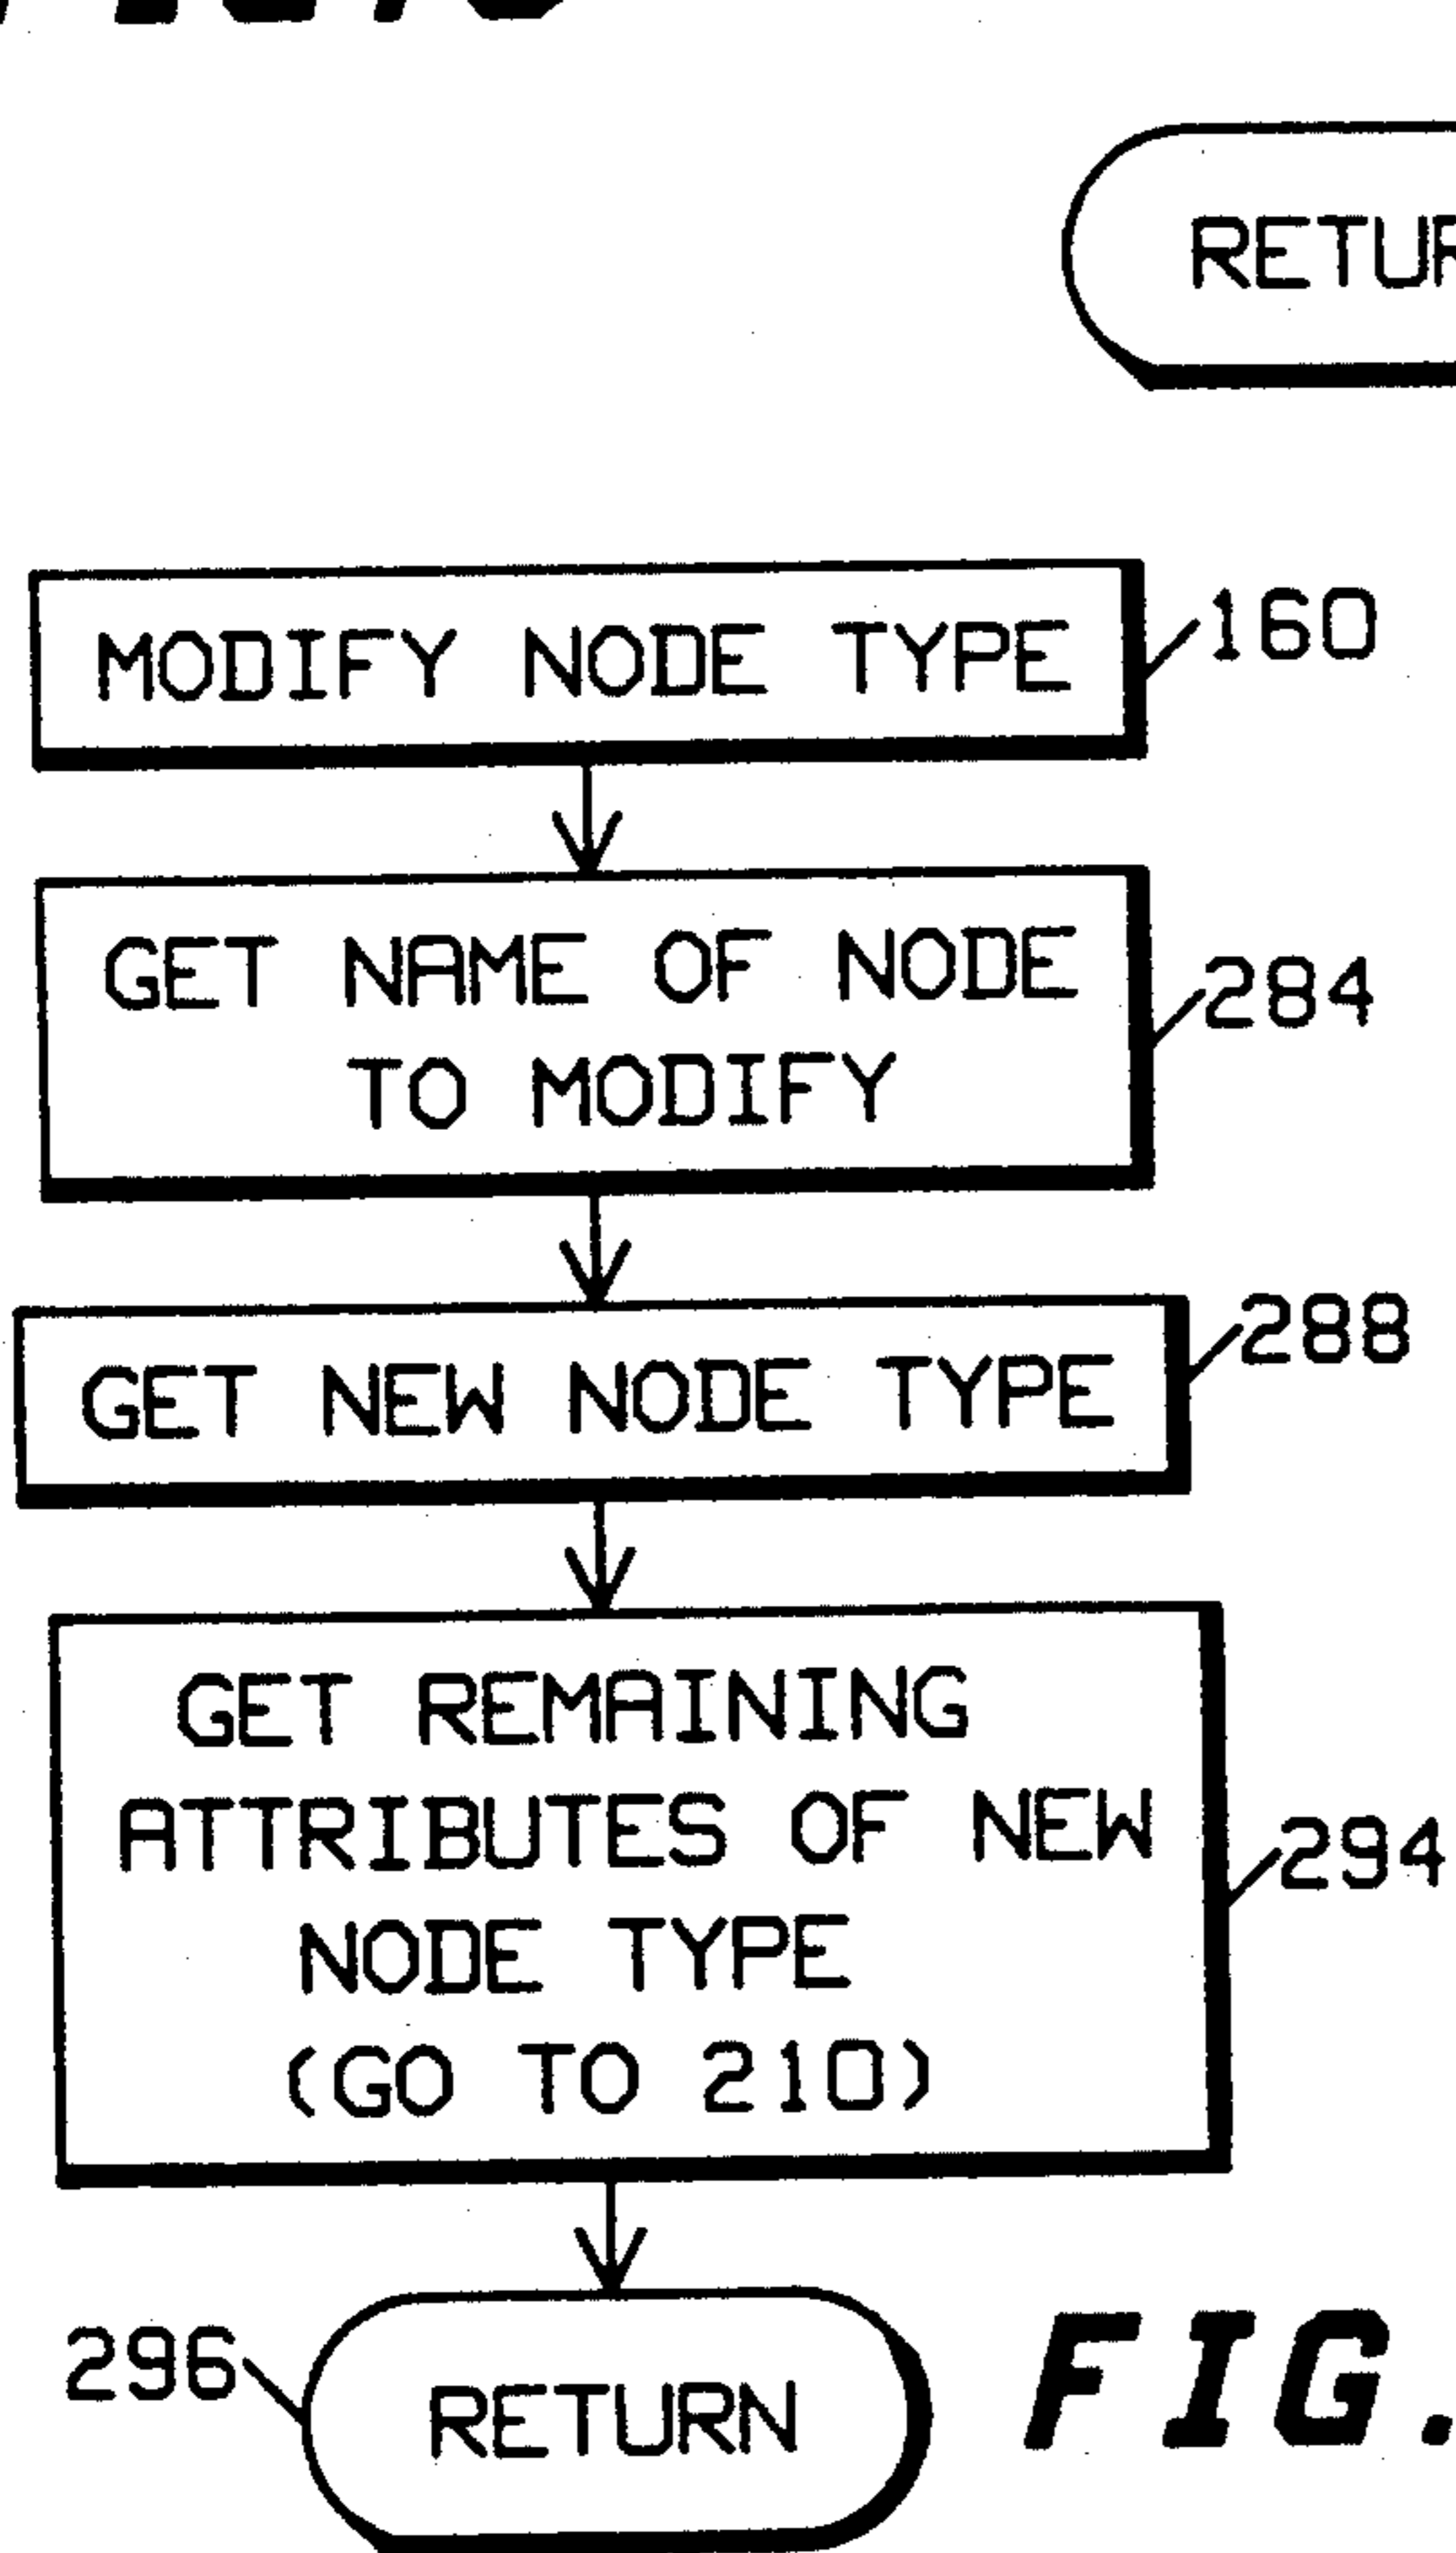 RETUR
MODIFY NODE TYPE
160
GET NAME OF NODE
TO MODIFY
284
GET NEW NODE TYPE
288
GET REMAINING
ATTRIBUTES OF NEW
NODE TYPE
(GO TO 210)
294
296
RETURN
FIG.